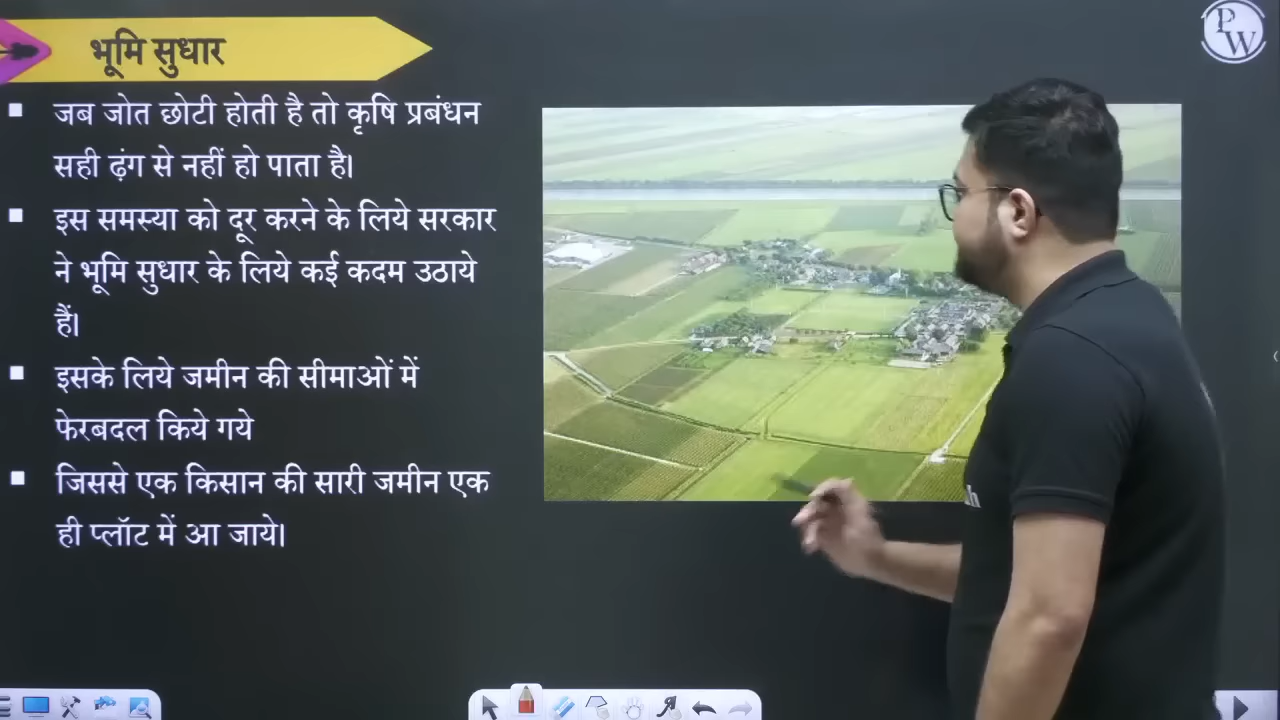 भूमि सुधार
P
W
जब जोत छोटी होती है तो कृषि प्रबंधन
सही ढ़ंग से नहीं हो पाता है।
इस समस्या को दूर करने के लिये सरकार
ने भूमि सुधार के लिये कई कदम उठाये
हैं।
इसके लिये जमीन की सीमाओं में
फेरबदल किये गये
जिससे एक किसान की सारी जमीन एक
ही प्लॉट में आ जाये।